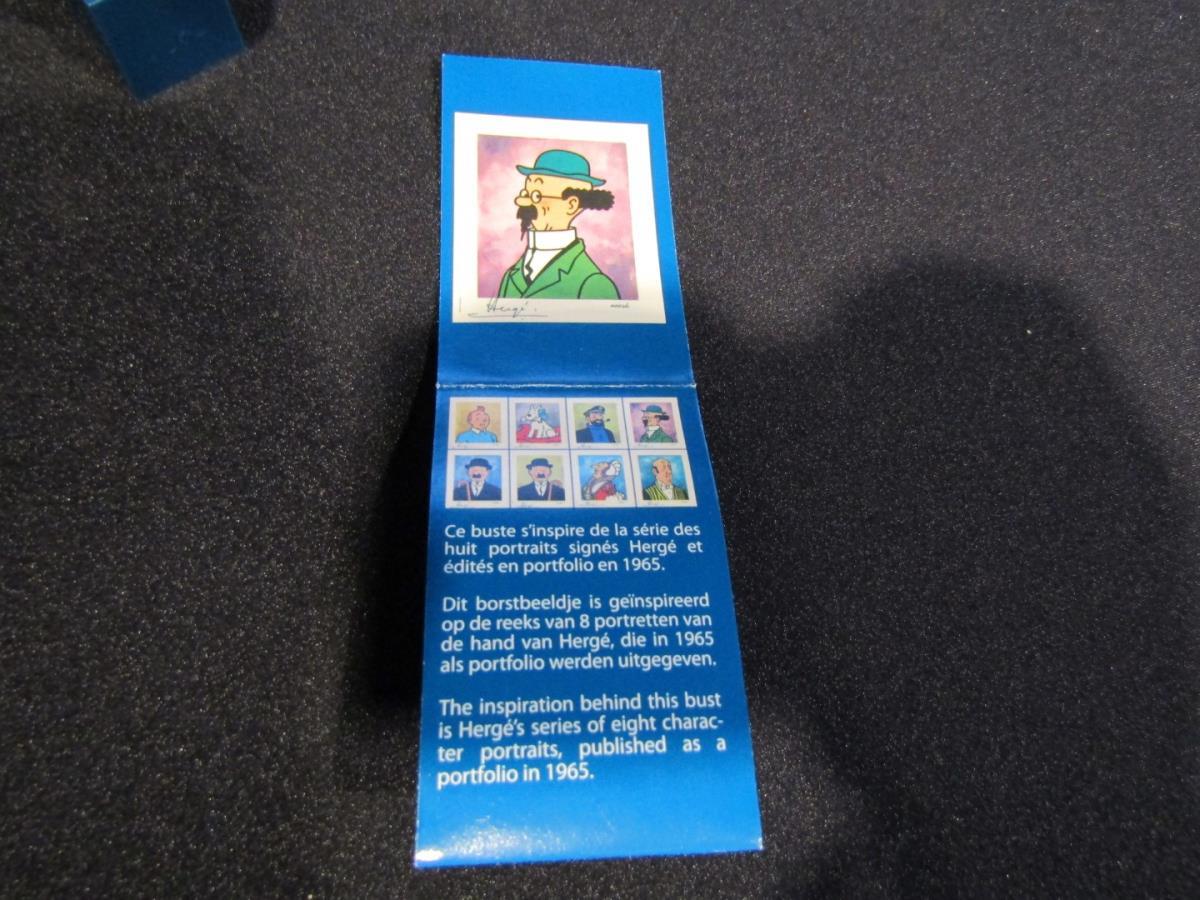 Hergé.
Ce buste s'inspire de la série des
huit portraits signés Hergé et
édités en portfolio en 1965.
Dit borstbeeldje is geïnspireerd
op de reeks van 8 portretten van
de hand van Hergé, die in 1965
als portfolio werden uitgegeven.
The inspiration behind this bust
is Hergé's series of eight charac-
ter portraits, published as a
portfolio in 1965.